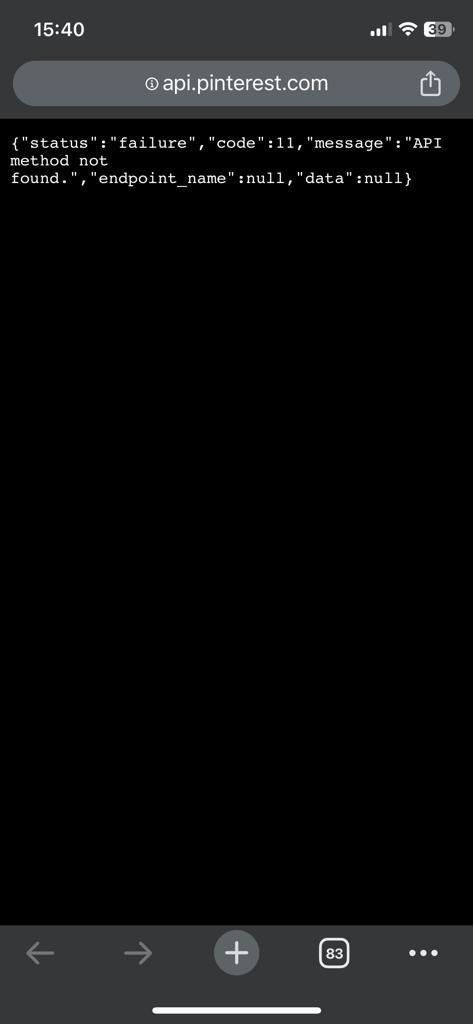 15:40
39
api.pinterest.com
{"status":"failure","code":11,"message":"API
method not
found.","endpoint_name":null,"data":null}
83